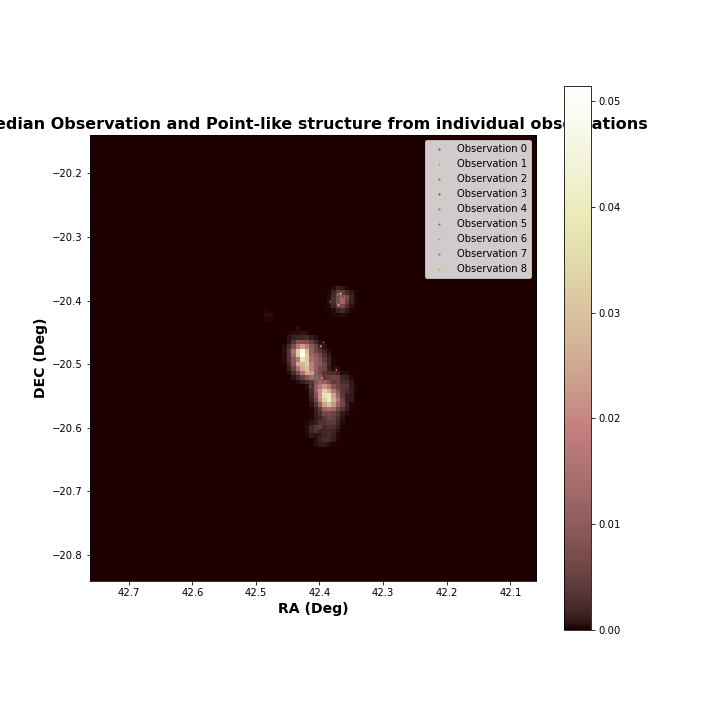 edian Observation and Point-like structure from individual obse ations
Observation 0
Observation 1
Observation 2
Observation 3
Observation 4
Observation 5
Observation 6
Observation 7
Observation 8
0.05
0.04
0.03
0.02
0.01
0.00
−20.2
−20.3
−20.4
−20.5
−20.6
−20.7
−20.8
DEC (Deg)
42.7 42.6 42.5 42.4 42.3 42.2 42.1
RA (Deg)